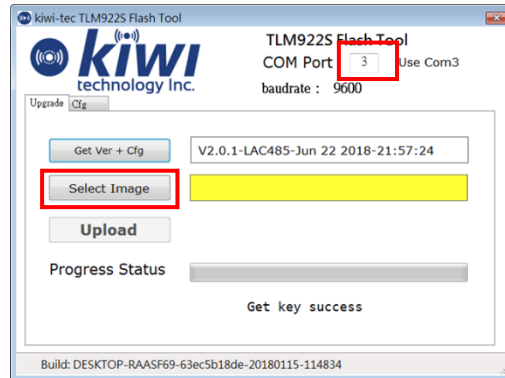 kiwi-tec TLM922S Flash Tool
kiwi
technology Inc.
TLM922S Flash Tool
COM Port 3 Use Com3
baudrate : 9600
Upgrade Cfg
Get Ver + Cfg V2.0.1-LAC485-Jun 22 2018-21:57:24
Select Image
Upload
Progress Status
Get key success
Build: DESKTOP-RAASF69-63ec5b18de-20180115-114834